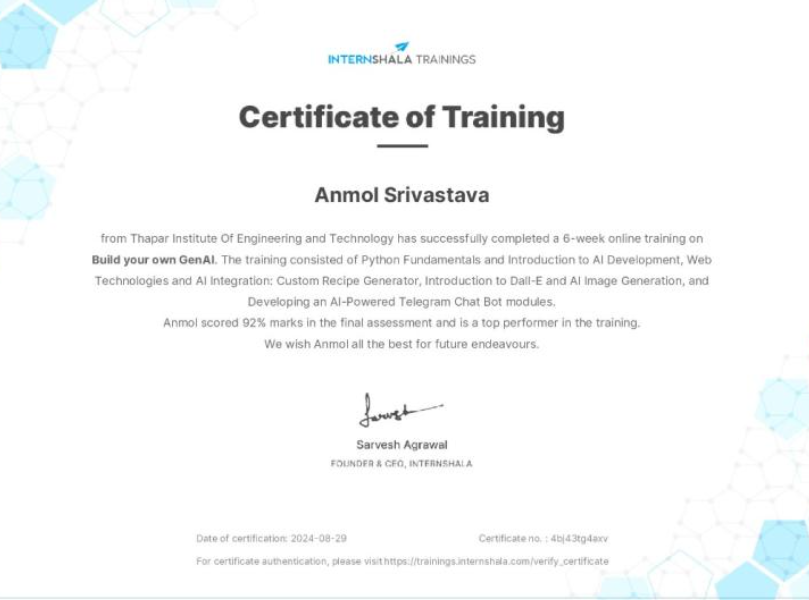 INTERNSHALA TRAININGS
Certificate of Training
Anmol Srivastava
from Thapar Institute Of Engineering and Technology has successfully completed a 6-week online training on
Build your own GenAI. The training consisted of Python Fundamentals and Introduction to AI Development, Web
Technologies and AI Integration: Custom Recipe Generator, Introduction to Dall-E and AI Image Generation, and
Developing an AI-Powered Telegram Chat Bot modules.
Anmol scored 92% marks in the final assessment and is a top performer in the training.
We wish Anmol all the best for future endeavours.
Sarvesh
Sarvesh Agrawal
FOUNDER & CEO, INTERNSHALA
Date of certification: 2024-08-29 Certificate no. : 4bj43tg4axv
For certificate authentication, please visit https://trainings.internshala.com/verify_certificate